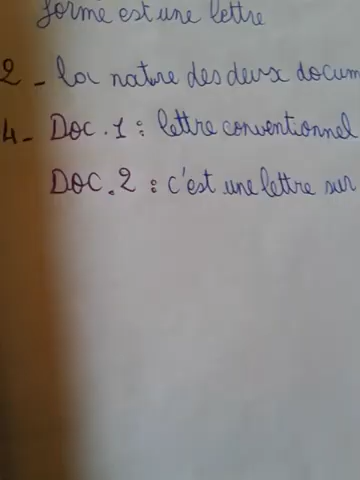 forme est une lettre
2 - la nature des deux docum
4 - Doc . 1 : lettre conventionnel
DOC . 2 : c'est une lettre sur